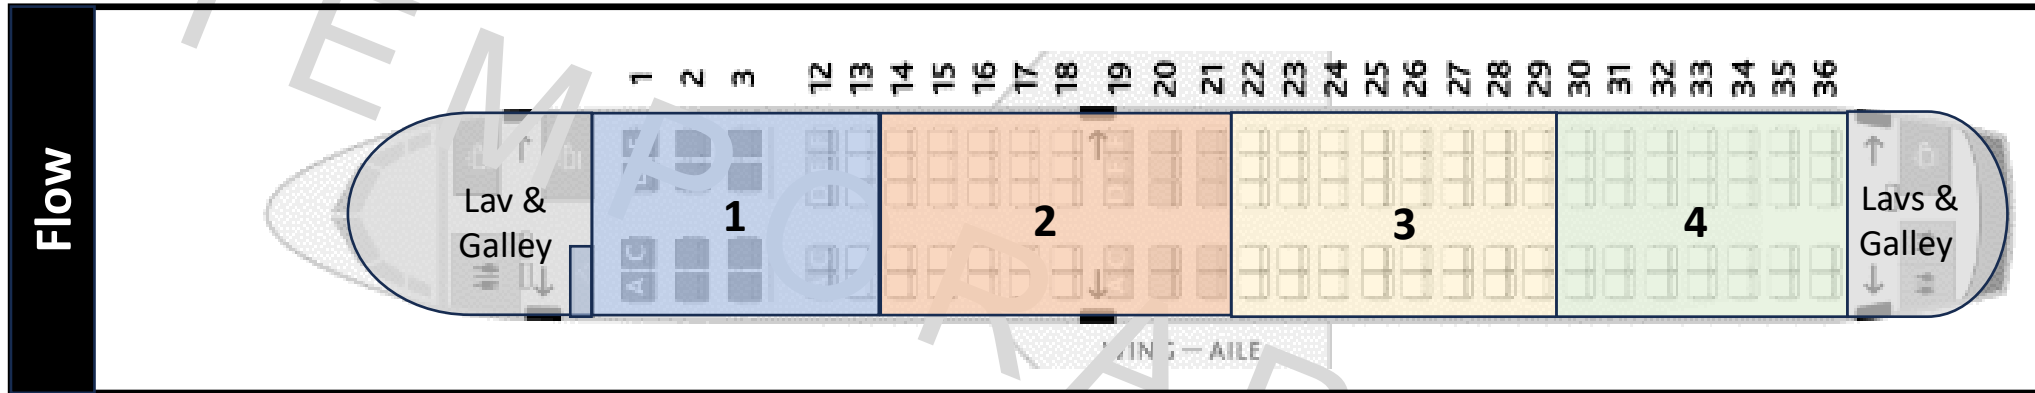 Flow
1 2 3 12 13 14 15 16 17 18 19 20 21 22 23 24 25 26 27 28 29 30 31 32 33 34 35 36
Lav &
Galley
1
2
3
4
Lavs &
Galley
A C
WING — AILE